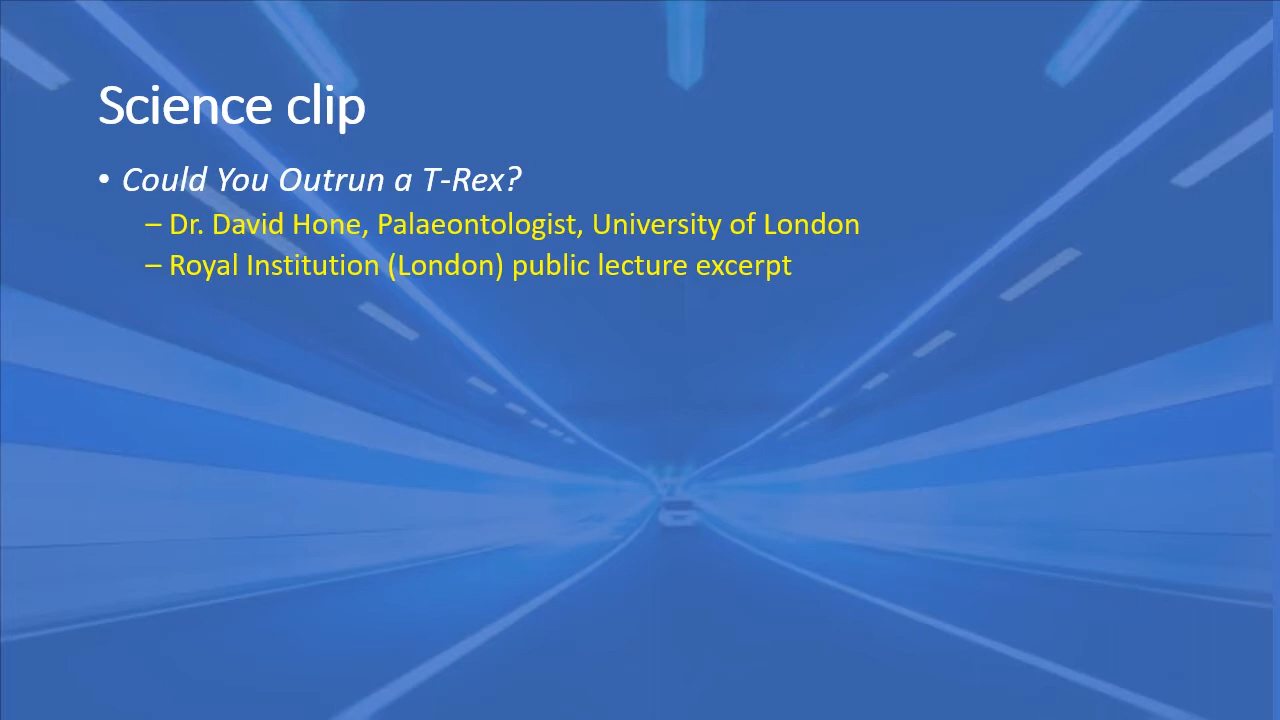 Science clip
• Could You Outrun a T-Rex?
– Dr. David Hone, Palaeontologist, University of London
– Royal Institution (London) public lecture excerpt